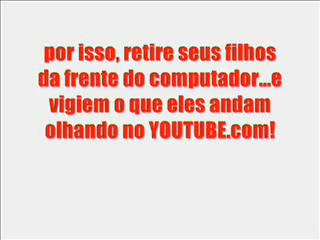 por isso, retire seus filhos
da frente do computador...e
vigiem o que eles andam
olhando no YOUTUBE.com!